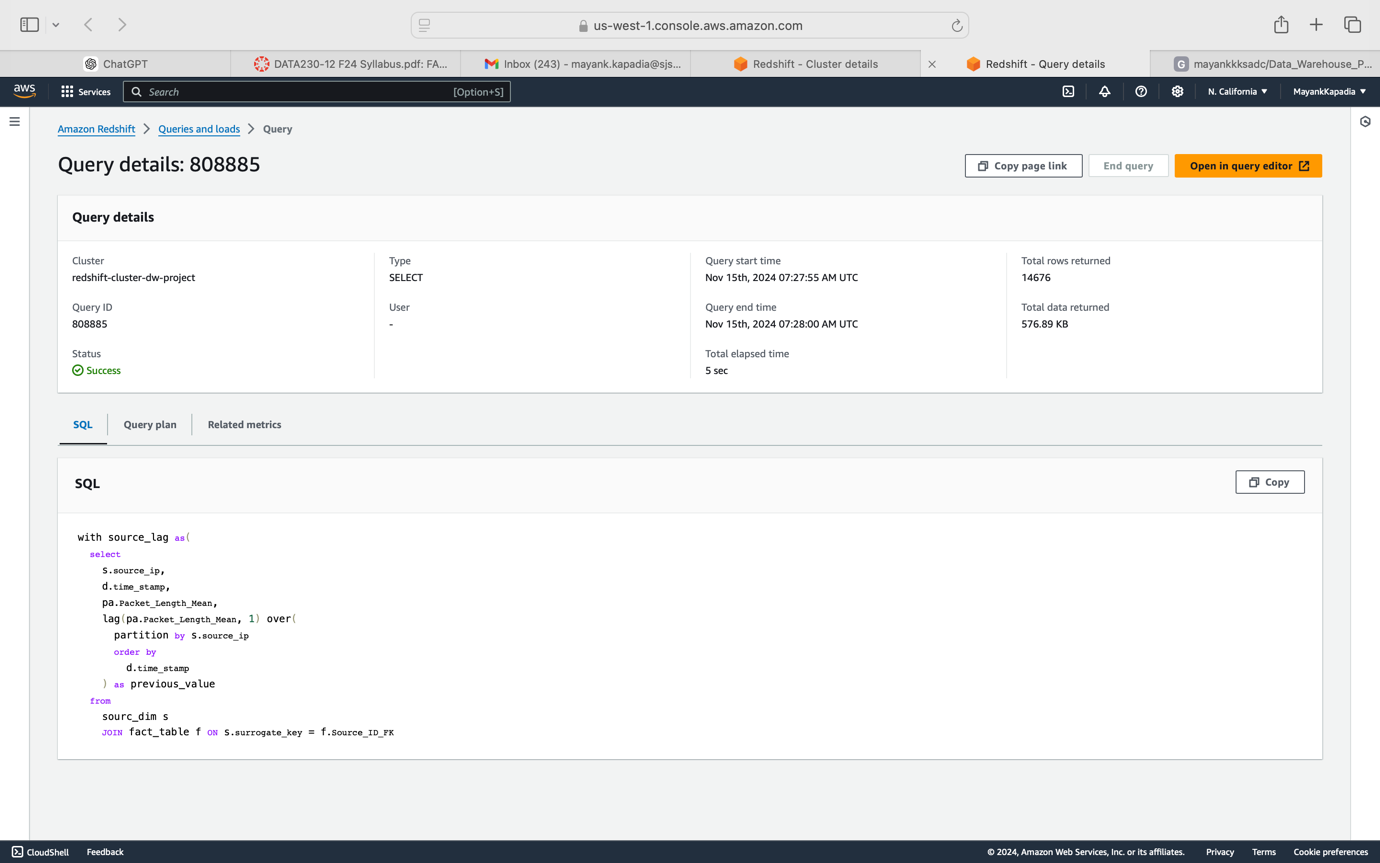 us-west-1.console.aws.amazon.com
ChatGPT
DATA230-12 F24 Syllabus.pdf: FA...
Inbox (243) - mayank.kapadia@sjs...
Redshift - Cluster details
Redshift - Query details
G mayankkksadc/Data_Warehouse_P...
aws
Services
Search
[Option+S]
N. California
MayankKapadia
Amazon Redshift > Queries and loads > Query
Query details: 808885
Copy page link
End query
Open in query editor
Query details
Cluster
redshift-cluster-dw-project
Query ID
808885
Status
Success
Type
SELECT
User
-
Query start time
Nov 15th, 2024 07:27:55 AM UTC
Query end time
Nov 15th, 2024 07:28:00 AM UTC
Total elapsed time
5 sec
Total rows returned
14676
Total data returned
576.89 KB
SQL
Query plan
Related metrics
SQL
Copy
with source_lag as(
select
s.source_ip,
d.time_stamp,
pa.Packet_Length_Mean,
lag(pa.Packet_Length_Mean, 1) over(
partition by s.source_ip
order by
d.time_stamp
) as previous_value
from
sourc_dim s
JOIN fact_table f ON s.surrogate_key = f.Source_ID_FK
CloudShell
Feedback
© 2024, Amazon Web Services, Inc. or its affiliates.
Privacy
Terms
Cookie preferences